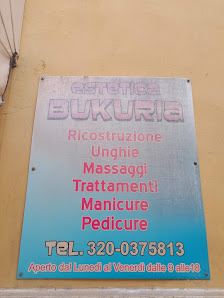 estetica
BUKURIA
Ricostruzione
Unghie
Massaggi
Trattamenti
Manicure
Pedicure
TEL. 320-0375813
Aperto dal Lunedì al Venerdì dalle 9 alle18